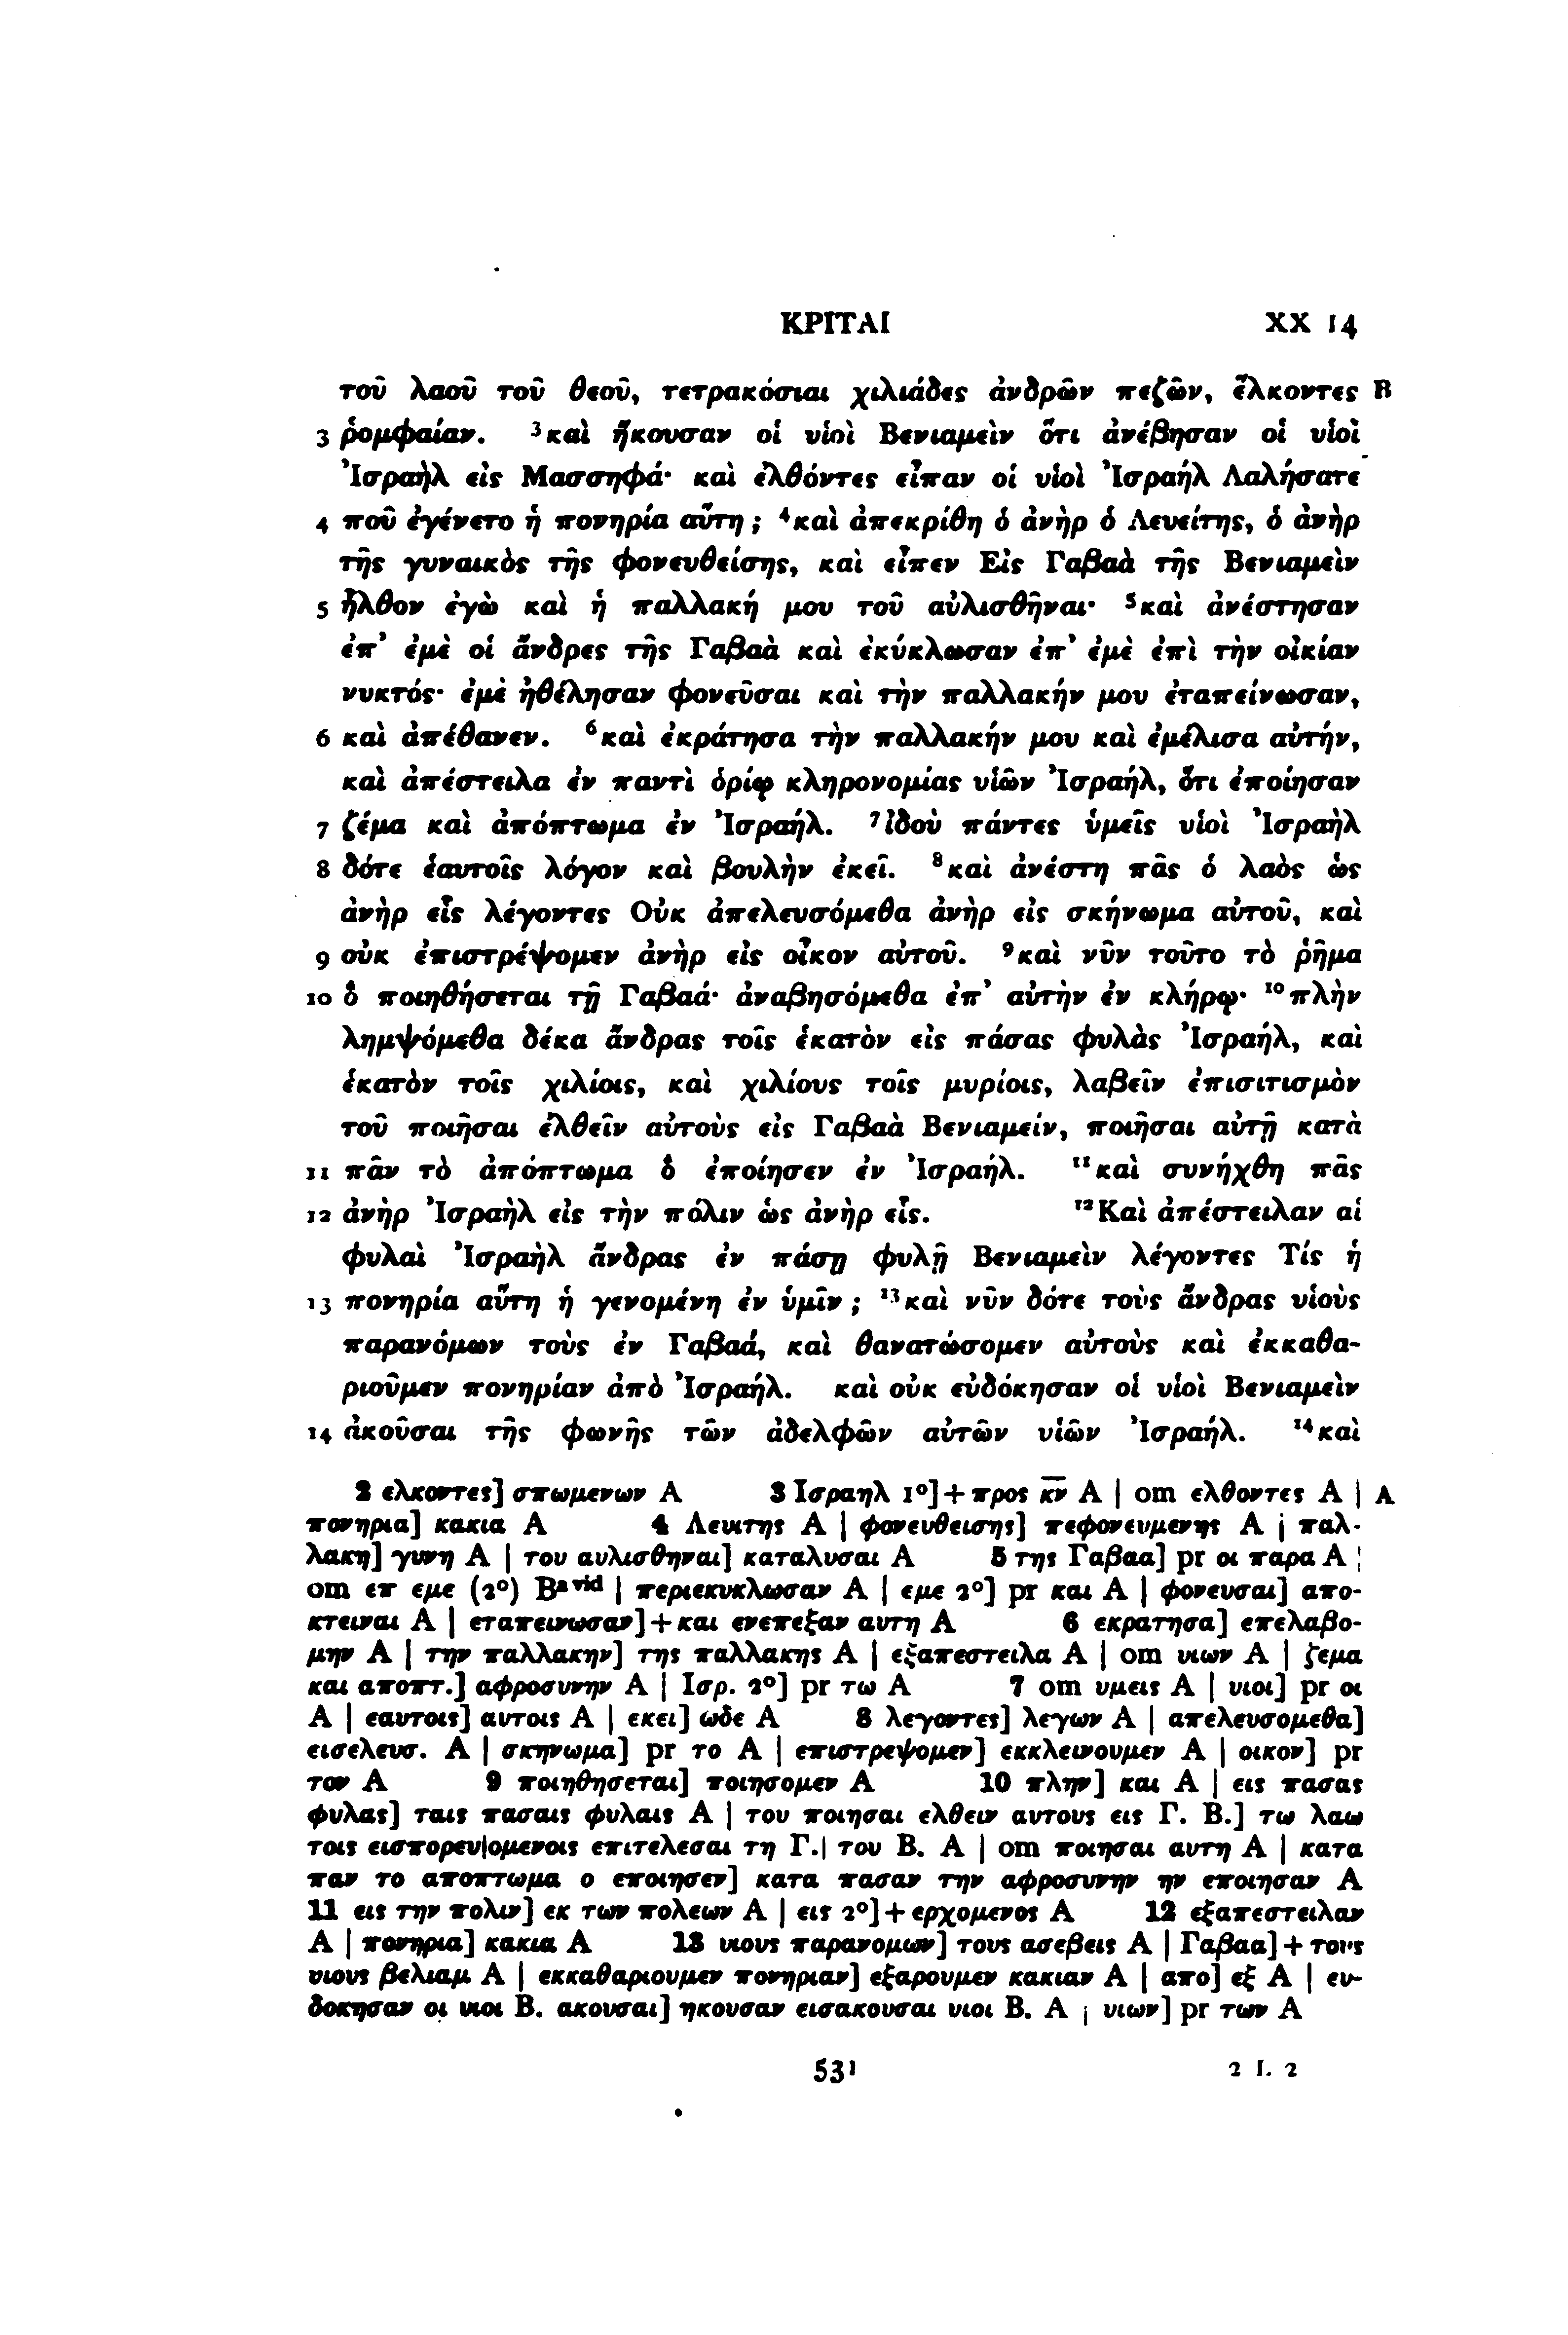 ΚΡΙΤΑΙ XX 14
τοῦ λαοῦ τοῦ θεοῦ, τετρακόσιαι χιλιάδες ἀνδρῶν πεζῶν, ἕλκοντες B
3 ῥομφαίαν. ³καὶ ἤκουσαν οἱ υἱοὶ Βενιαμεὶν ὅτι ἀνέβησαν οἱ υἱοὶ
Ἰσραὴλ εἰς Μασσηφά· καὶ ἐλθόντες εἶπαν οἱ υἱοὶ Ἰσραήλ Λαλήσατε
4 ποῦ ἐγένετο ἡ πονηρία αὕτη; ⁴καὶ ἀπεκρίθη ὁ ἀνὴρ ὁ Λευείτης, ὁ ἀνὴρ
τῆς γυναικὸς τῆς φονευθείσης, καὶ εἶπεν Εἰς Γαβαὰ τῆς Βενιαμεὶν
5 ἦλθον ἐγὼ καὶ ἡ παλλακή μου τοῦ αὐλισθῆναι· ⁵καὶ ἀνέστησαν
ἐπ᾽ ἐμὲ οἱ ἄνδρες τῆς Γαβαὰ καὶ ἐκύκλωσαν ἐπ᾽ ἐμὲ ἐπὶ τὴν οἰκίαν
νυκτός· ἐμὲ ἠθέλησαν φονεῦσαι καὶ τὴν παλλακήν μου ἐταπείνωσαν,
6 καὶ ἀπέθανεν. ⁶καὶ ἐκράτησα τὴν παλλακήν μου καὶ ἐμέλισα αὐτήν,
καὶ ἀπέστειλα ἐν παντὶ ὁρίῳ κληρονομίας υἱῶν Ἰσραήλ, ὅτι ἐποίησαν
7 ζέμα καὶ ἀπόπτωμα ἐν Ἰσραήλ. ⁷ἰδοὺ πάντες ὑμεῖς υἱοὶ Ἰσραὴλ
8 δότε ἑαυτοῖς λόγον καὶ βουλὴν ἐκεῖ. ⁸καὶ ἀνέστη πᾶς ὁ λαὸς ὡς
ἀνὴρ εἷς λέγοντες Οὐκ ἀπελευσόμεθα ἀνὴρ εἰς σκήνωμα αὐτοῦ, καὶ
9 οὐκ ἐπιστρέψομεν ἀνὴρ εἰς οἶκον αὐτοῦ. ⁹καὶ νῦν τοῦτο τὸ ῥῆμα
10 ὃ ποιηθήσεται τῇ Γαβαά· ἀναβησόμεθα ἐπ᾽ αὐτὴν ἐν κλήρῳ· ¹⁰πλὴν
λημψόμεθα δέκα ἄνδρας τοῖς ἑκατὸν εἰς πάσας φυλὰς Ἰσραήλ, καὶ
ἑκατὸν τοῖς χιλίοις, καὶ χιλίους τοῖς μυρίοις, λαβεῖν ἐπισιτισμὸν
τοῦ ποιῆσαι ἐλθεῖν αὐτοὺς εἰς Γαβαὰ Βενιαμείν, ποιῆσαι αὐτῇ κατὰ
11 πᾶν τὸ ἀπόπτωμα ὃ ἐποίησεν ἐν Ἰσραήλ. ¹¹καὶ συνήχθη πᾶς
12 ἀνὴρ Ἰσραὴλ εἰς τὴν πόλιν ὡς ἀνὴρ εἷς. ¹²Καὶ ἀπέστειλαν αἱ
φυλαὶ Ἰσραὴλ ἄνδρας ἐν πάσῃ φυλῇ Βενιαμεὶν λέγοντες Τίς ἡ
13 πονηρία αὕτη ἡ γενομένη ἐν ὑμῖν; ¹³καὶ νῦν δότε τοὺς ἄνδρας υἱοὺς
παρανόμων τοὺς ἐν Γαβαά, καὶ θανατώσομεν αὐτοὺς καὶ ἐκκαθα-
ριοῦμεν πονηρίαν ἀπὸ Ἰσραήλ. καὶ οὐκ εὐδόκησαν οἱ υἱοὶ Βενιαμεὶν
14 ἀκοῦσαι τῆς φωνῆς τῶν ἀδελφῶν αὐτῶν υἱῶν Ἰσραήλ. ¹⁴καὶ
2 ελκοντες] σπωμενων A 3 Ισραηλ 1°]+προς κ̅ν̅ A | om ελθοντες A | A
πονηρια] κακια A 4 Λευιτης A | φονευθεισης] πεφονευμενης A | παλ-
λακη] γυνη A | του αυλισθηναι] καταλυσαι A 5 της Γαβαα] pr οι παρα A |
om επ εμε (2°) Bᵃ ᵛⁱᵈ | περιεκυκλωσαν A | εμε 2°] pr και A | φονευσαι] απο-
κτειναι A | εταπεινωσαν]+και ενεπεξαν αυτη A 6 εκρατησα] επελαβο-
μην A | την παλλακην] της παλλακης A | εξαπεστειλα A | om υιων A | ζεμα
και αποπτ.] αφροσυνην A | Ισρ. 2°] pr τω A 7 om υμεις A | υιοι] pr οι
A | εαυτοις] αυτοις A | εκει] ωδε A 8 λεγοντες] λεγων A | απελευσομεθα]
εισελευσ. A | σκηνωμα] pr το A | επιστρεψομεν] εκκλεινουμεν A | οικον] pr
τον A 9 ποιηθησεται] ποιησομεν A 10 πλην] και A | εις πασας
φυλας] ταις πασαις φυλαις A | του ποιησαι ελθειν αυτους εις Γ. Β.] τω λαω
τοις εισπορευ|ομενοις επιτελεσαι τη Γ.| του Β. A | om ποιησαι αυτη A | κατα
παν το αποπτωμα ο εποιησεν] κατα πασαν την αφροσυνην ην εποιησαν A
11 εις την πολιν] εκ των πολεων A | εις 2°]+ερχομενος A 12 εξαπεστειλαν
A | πονηρια] κακια A 13 υιους παρανομων] τους ασεβεις A | Γαβαα]+τους
υιους βελιαμ A | εκκαθαριουμεν πονηριαν] εξαρουμεν κακιαν A | απο] εξ A | ευ-
δοκησαν οι υιοι Β. ακουσαι] ηκουσαν εισακουσαι υιοι Β. A | υιων] pr των A
531 2 L 2